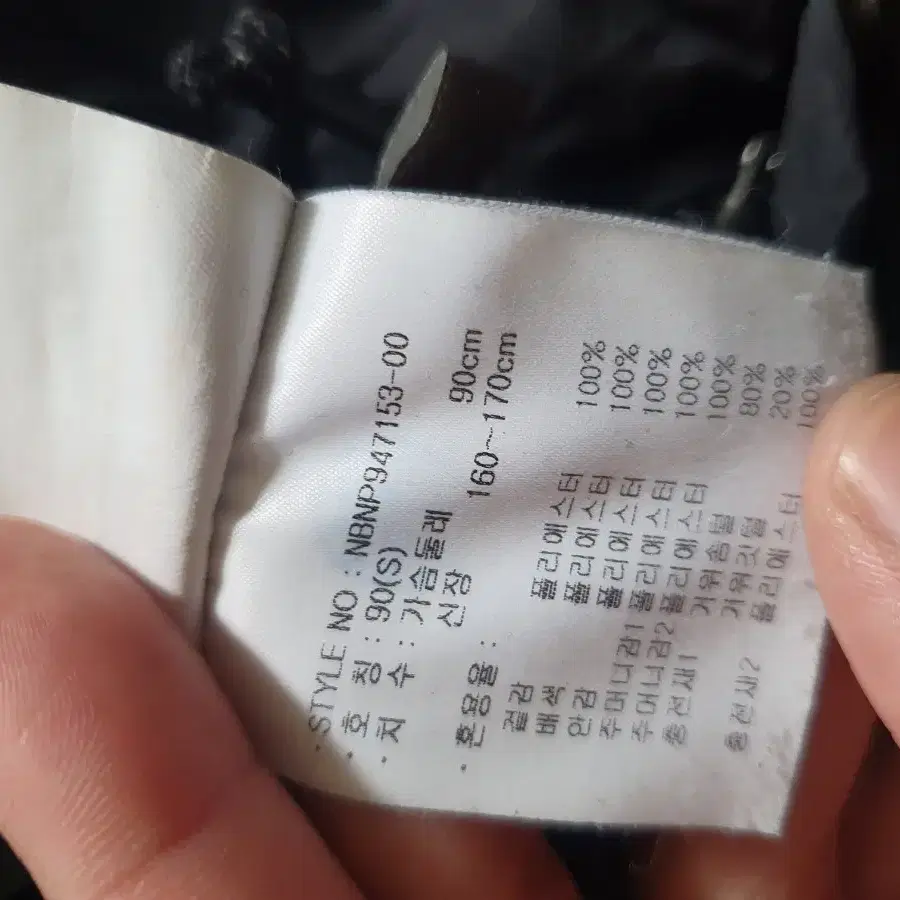 · STYLE NO : NBNP947153-00
· 호 칭 : 90(S)
· 치 수 : 가슴둘레 90cm
신장 160~170cm
· 혼용율 :
겉감 폴리에스터 100%
배색 폴리에스터 100%
안감 폴리에스터 100%
주머니감1 폴리에스터 100%
주머니감2 폴리에스터 100%
충전재1 거위솜털 80%
거위깃털 20%
충전재2 폴리에스터 100%